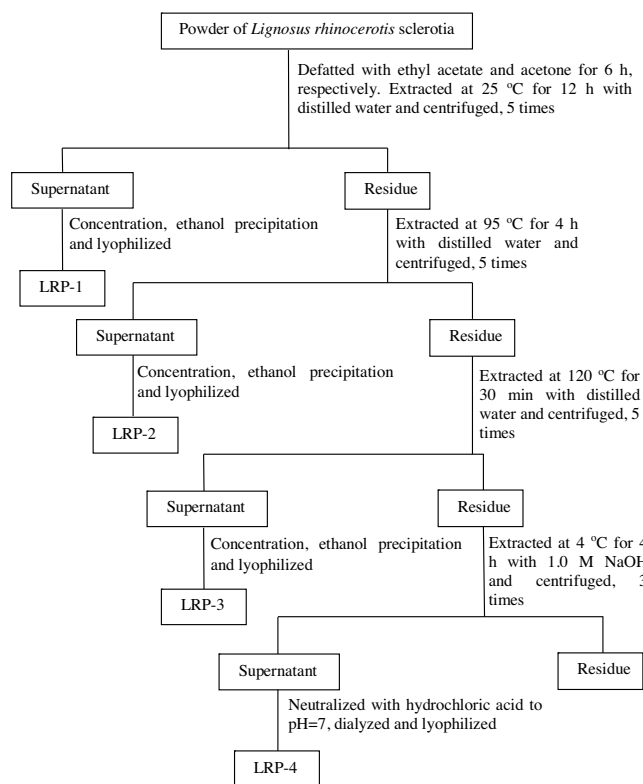 Powder of Lignosus rhinocerotis sclerotia
Defatted with ethyl acetate and acetone for 6 h,
respectively. Extracted at 25 °C for 12 h with
distilled water and centrifuged, 5 times
Supernatant
Residue
Concentration, ethanol precipitation
and lyophilized
Extracted at 95 °C for 4 h
with distilled water and
centrifuged, 5 times
LRP-1
Supernatant
Residue
Concentration, ethanol precipitation
and lyophilized
Extracted at 120 °C for
30 min with distilled
water and centrifuged, 5
times
LRP-2
Supernatant
Residue
Concentration, ethanol precipitation
and lyophilized
Extracted at 4 °C for 4
h with 1.0 M NaOH
and centrifuged, 3
times
LRP-3
Supernatant
Residue
Neutralized with hydrochloric acid to
pH=7, dialyzed and lyophilized
LRP-4